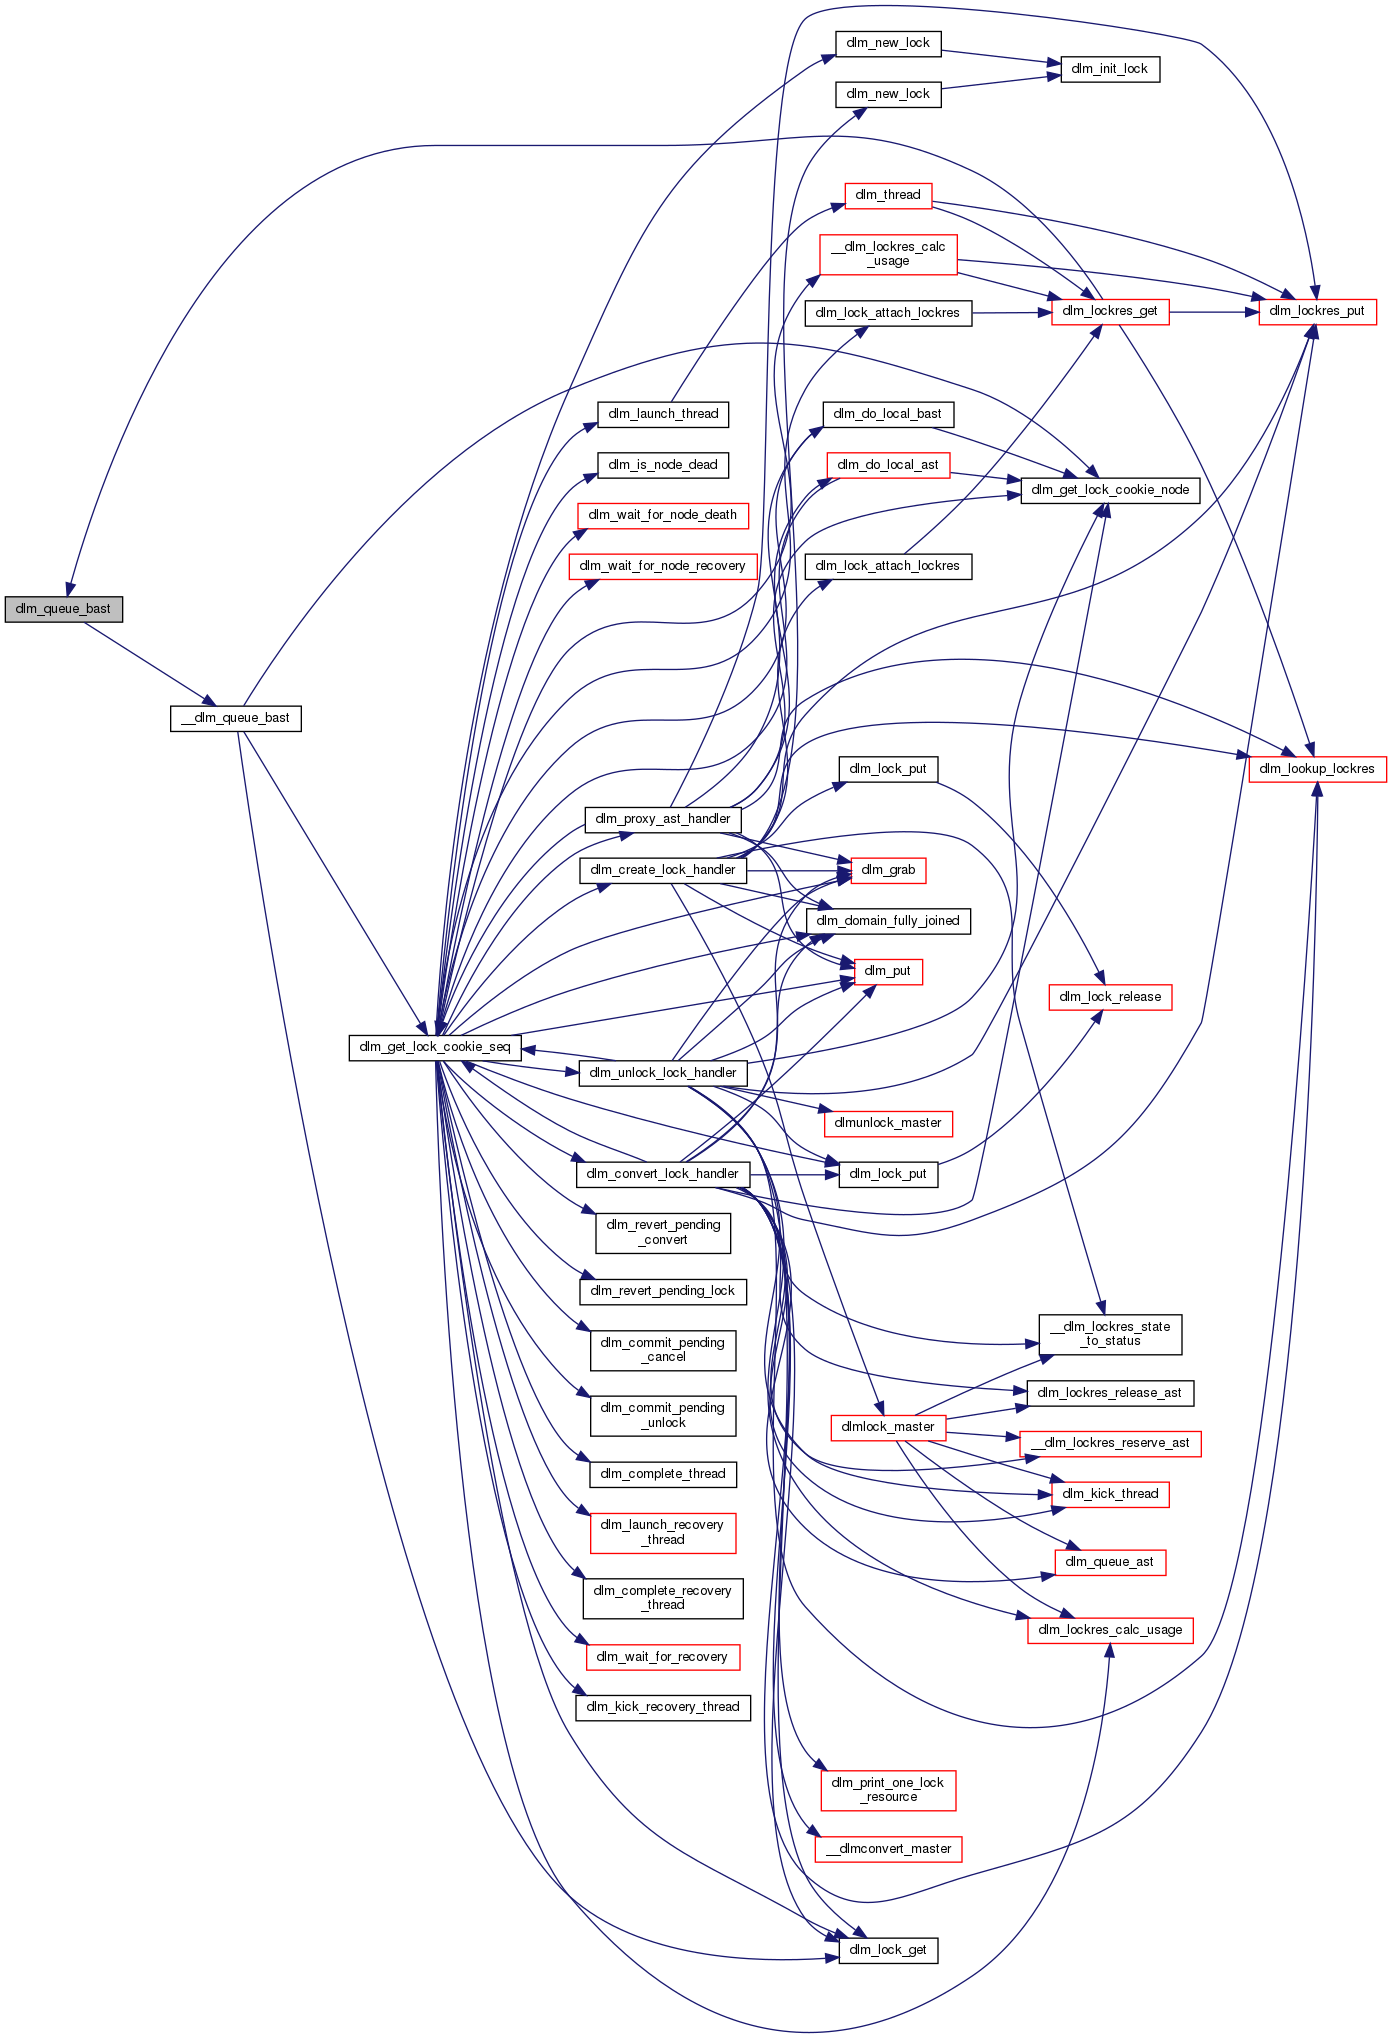 dlm_queue_bast
__dlm_queue_bast
dlm_get_lock_cookie_seq
dlm_launch_thread
dlm_is_node_dead
dlm_wait_for_node_death
dlm_wait_for_node_recovery
dlm_proxy_ast_handler
dlm_create_lock_handler
dlm_unlock_lock_handler
dlm_convert_lock_handler
dlm_revert_pending
_convert
dlm_revert_pending_lock
dlm_commit_pending
_cancel
dlm_commit_pending
_unlock
dlm_complete_thread
dlm_launch_recovery
_thread
dlm_complete_recovery
_thread
dlm_wait_for_recovery
dlm_kick_recovery_thread
dlm_new_lock
dlm_new_lock
dlm_thread
__dlm_lockres_calc
_usage
dlm_lock_attach_lockres
dlm_do_local_bast
dlm_do_local_ast
dlm_lock_attach_lockres
dlm_lock_put
dlm_grab
dlm_domain_fully_joined
dlm_put
dlmunlock_master
dlm_lock_put
dlmlock_master
dlm_print_one_lock
_resource
__dlmconvert_master
dlm_lock_get
dlm_init_lock
dlm_lockres_get
dlm_get_lock_cookie_node
dlm_lock_release
__dlm_lockres_state
_to_status
dlm_lockres_release_ast
__dlm_lockres_reserve_ast
dlm_kick_thread
dlm_queue_ast
dlm_lockres_calc_usage
dlm_lockres_put
dlm_lookup_lockres